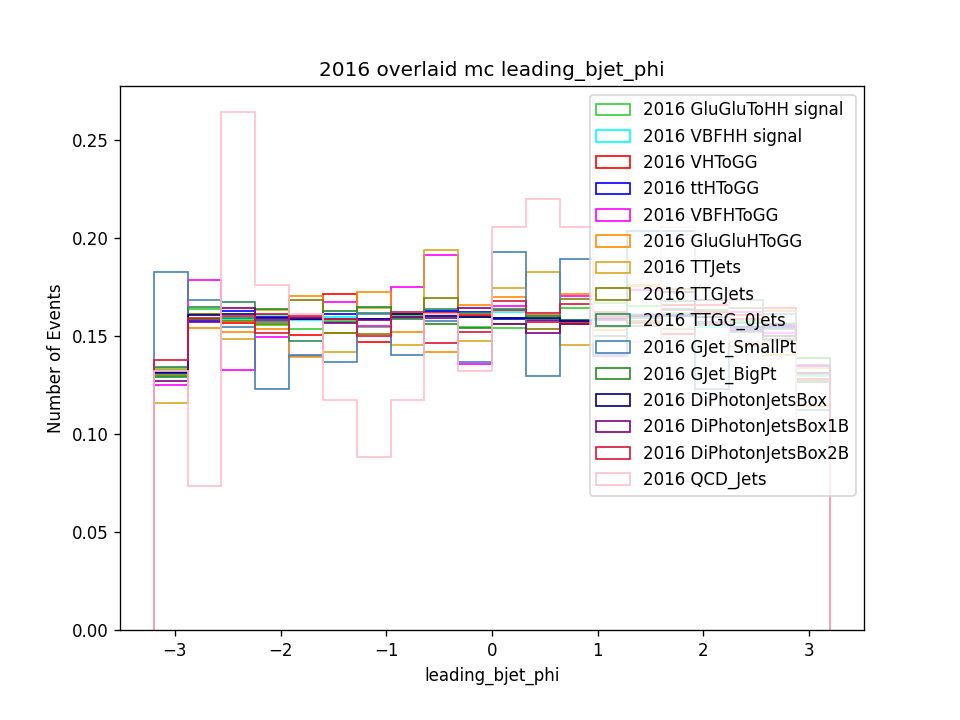 2016 overlaid mc leading_bjet_phi
Number of Events
0.25
0.20
0.15
0.10
0.05
0.00
2016 GluGluToHH signal
2016 VBFHH signal
2016 VHToGG
2016 ttHToGG
2016 VBFHToGG
2016 GluGluHToGG
2016 TTJets
2016 TTGJets
2016 TTGG_0Jets
2016 GJet_SmallPt
2016 GJet_BigPt
2016 DiPhotonJetsBox
2016 DiPhotonJetsBox1B
2016 DiPhotonJetsBox2B
2016 QCD_Jets
−3
−2
−1
0
1
2
3
leading_bjet_phi